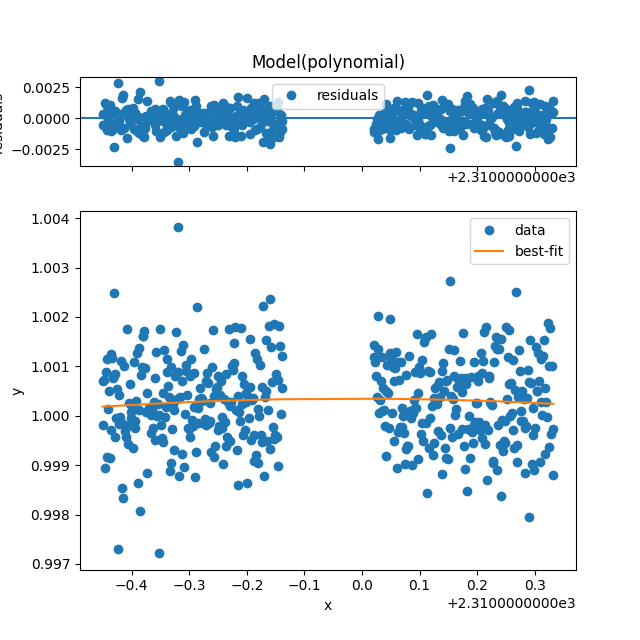 Model(polynomial)
0.0025
0.0000
−0.0025
residuals
+2.3100000000e3
1.004
1.003
1.002
1.001
1.000
0.999
0.998
0.997
y
data
best-fit
−0.4 −0.3 −0.2 −0.1 0.0 0.1 0.2 0.3
x
+2.3100000000e3